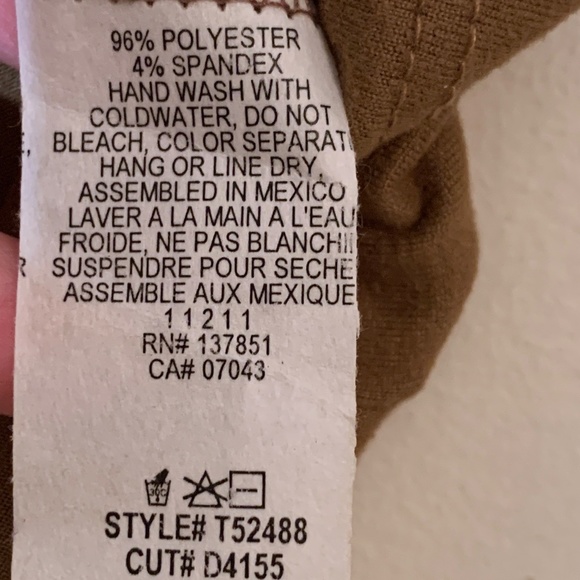 96% POLYESTER
4% SPANDEX
HAND WASH WITH
COLDWATER, DO NOT
BLEACH, COLOR SEPARAT
HANG OR LINE DRY,
ASSEMBLED IN MEXICO
LAVER A LA MAIN A L'EAU
FROIDE, NE PAS BLANCHI
SUSPENDRE POUR SECHE
ASSEMBLE AUX MEXIQUE
11211
RN# 137851
CA# 07043
STYLE# T52488
CUT# D4155